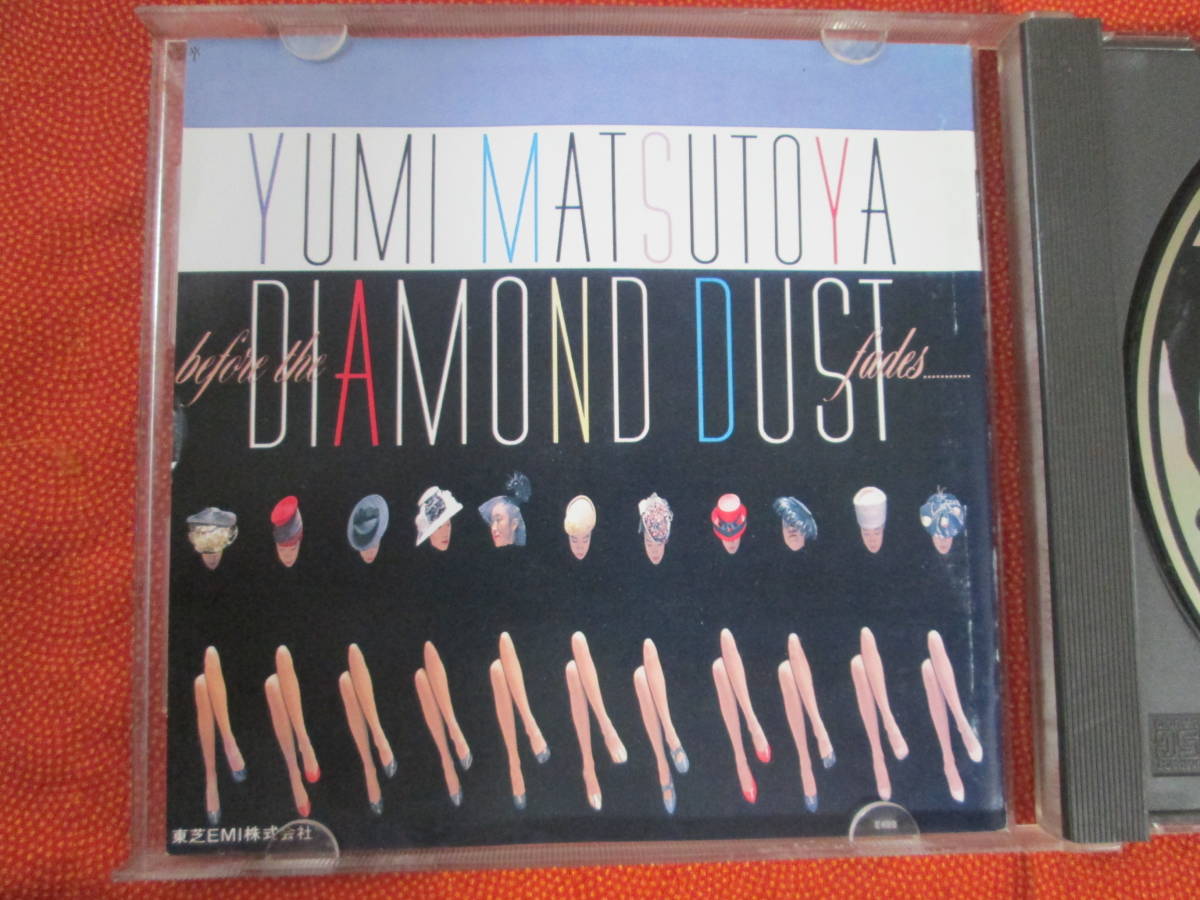 YUMI MATSUTOYA
before the DIAMOND DUST fades...........
東芝EMI株式会社